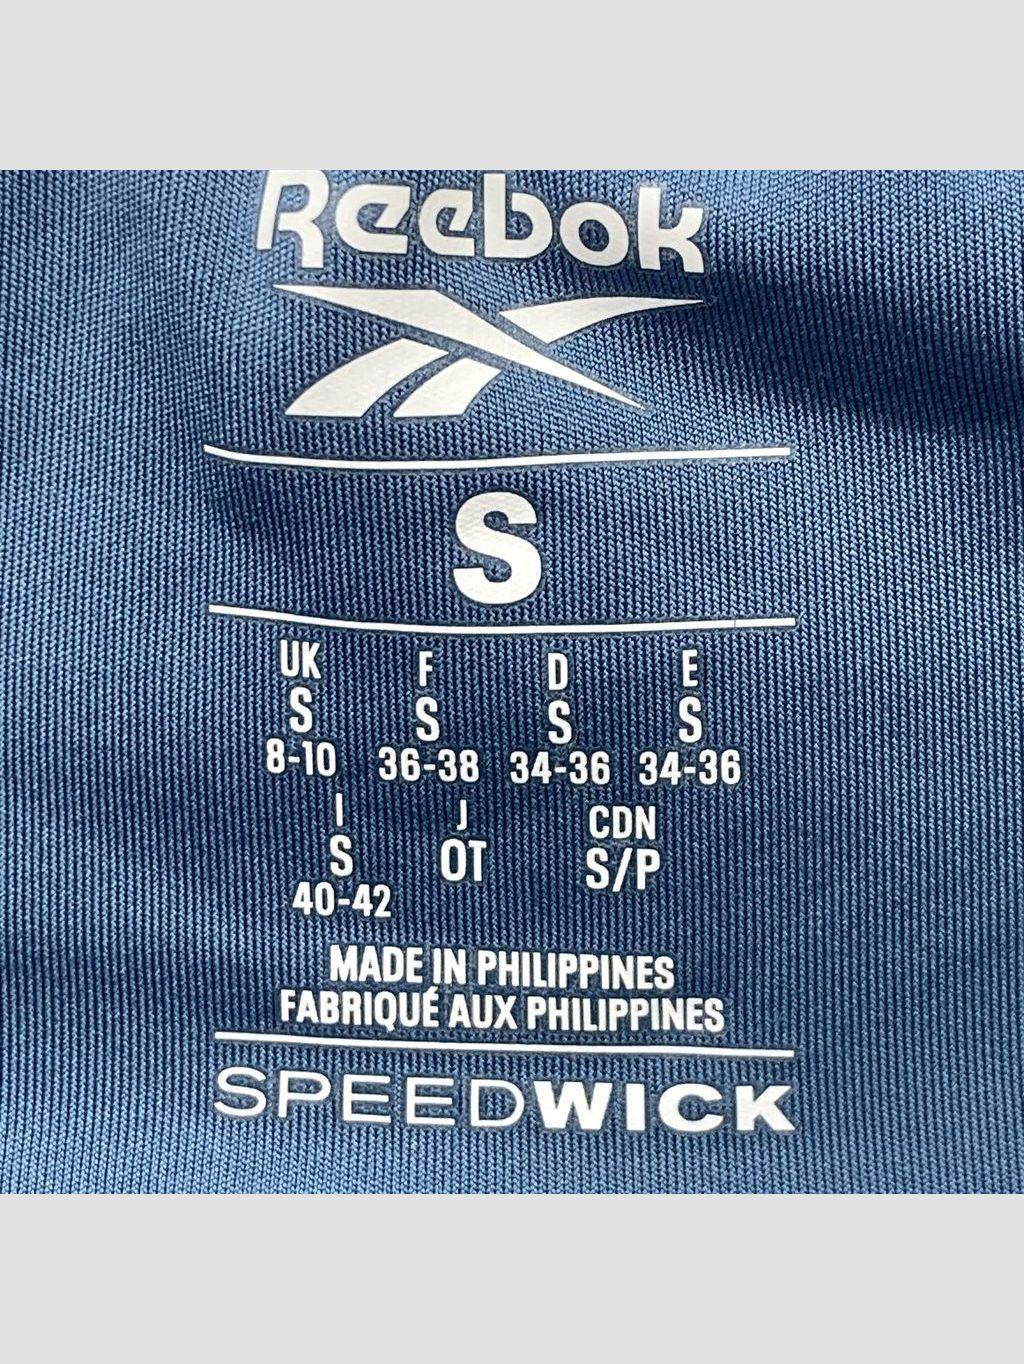 Reebok
S
UK F D E
S S S S
8-10 36-38 34-36 34-36
I J CDN
S OT S/P
40-42
MADE IN PHILIPPINES
FABRIQUÉ AUX PHILIPPINES
SPEEDWICK